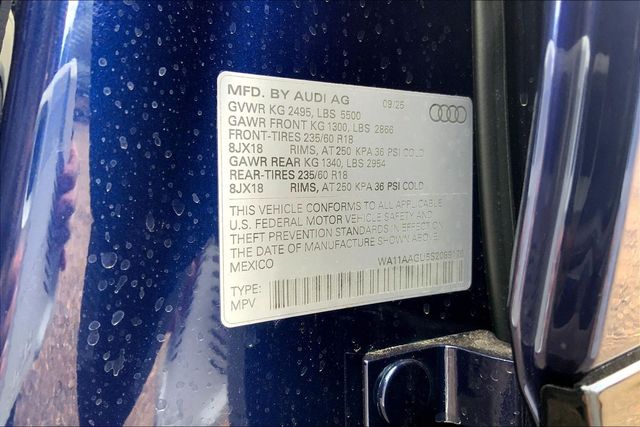 MFD. BY AUDI AG 09/25
GVWR KG 2495, LBS 5500
GAWR FRONT KG 1300, LBS 2866
FRONT-TIRES 235/60 R18
8JX18 RIMS, AT 250 KPA 36 PSI COLD
GAWR REAR KG 1340, LBS 2954
REAR-TIRES 235/60 R18
8JX18 RIMS, AT 250 KPA 36 PSI COLD
THIS VEHICLE CONFORMS TO ALL APPLICABLE
U.S. FEDERAL MOTOR VEHICLE SAFETY AND
THEFT PREVENTION STANDARDS IN EFFECT ON
THE DATE OF MANUFACTURE SHOWN ABOVE.
MEXICO
TYPE:
MPV